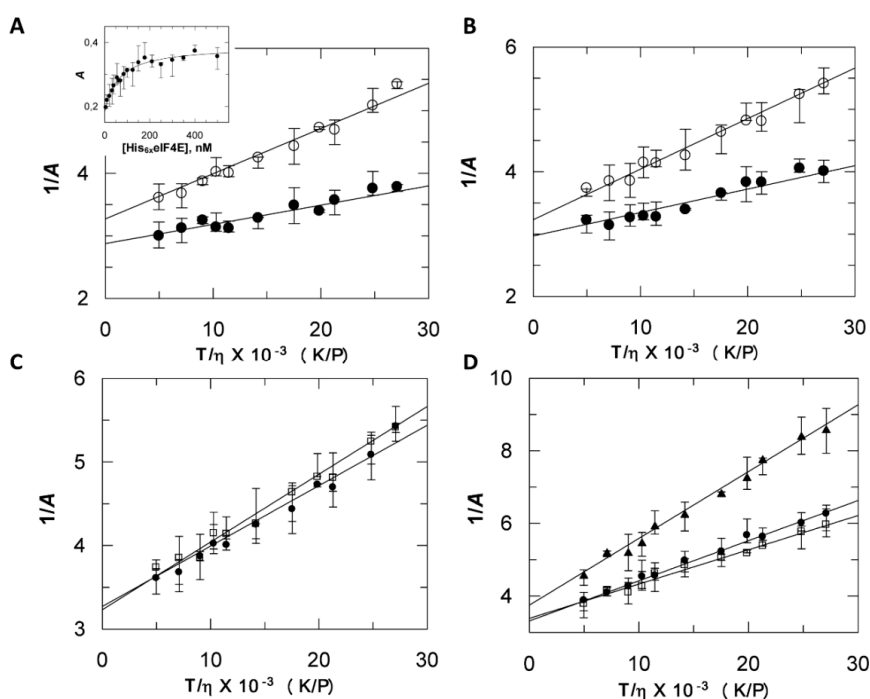 A
B
0,4
A
0,2
0 200 400
[His6xeIF4E], nM
1/A
4
2
0 10 20 30
T/η X 10⁻³ ( K/P)
1/A
6
4
2
0 10 20 30
T/η X 10⁻³ ( K/P)
C
D
1/A
6
5
4
3
0 10 20 30
T/η X 10⁻³ ( K/P)
1/A
10
8
6
4
0 10 20 30
T/η X 10⁻³ ( K/P)